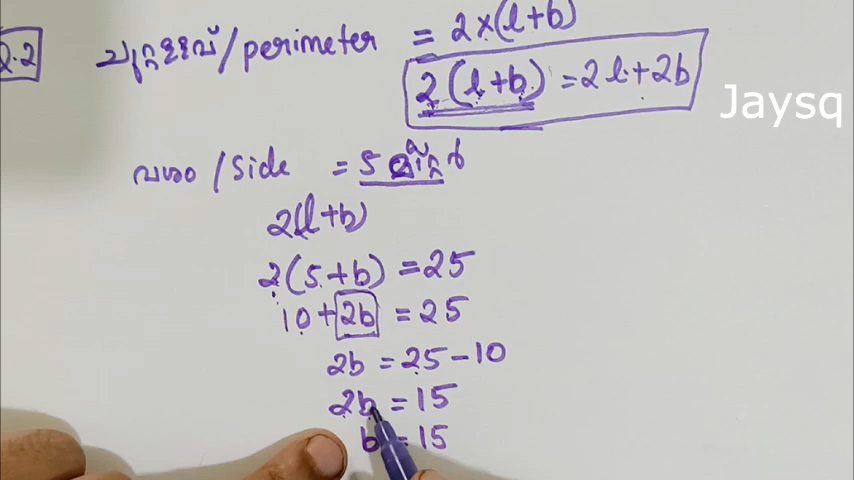 Q.2
ചുറ്റളവ്/perimeter = 2×(l+b)
2(l+b) = 2l+2b
Jaysq
വശം/Side = 5 മീറ്റർ
2(l+b)
2(5+b) = 25
10+2b = 25
2b = 25-10
2b = 15
b = 15